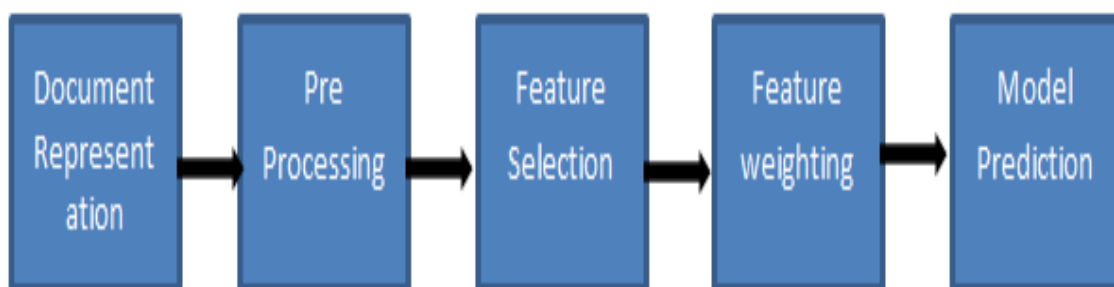 Document
Represent
ation
Pre
Processing
Feature
Selection
Feature
weighting
Model
Prediction